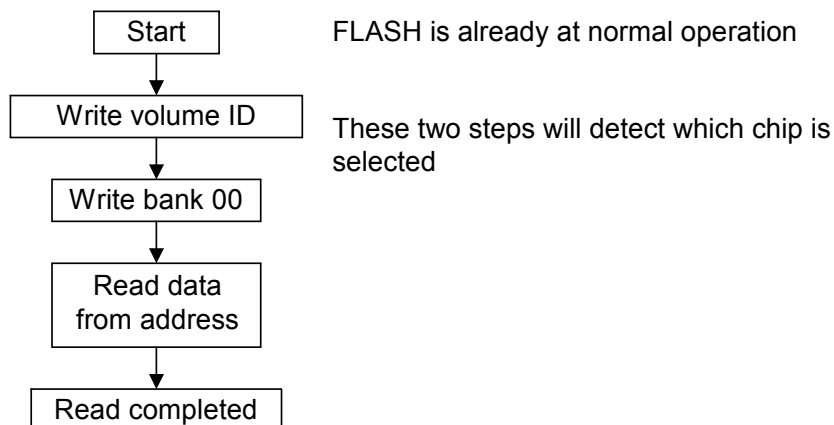 Start
FLASH is already at normal operation
Write volume ID
These two steps will detect which chip is
selected
Write bank 00
Read data
from address
Read completed